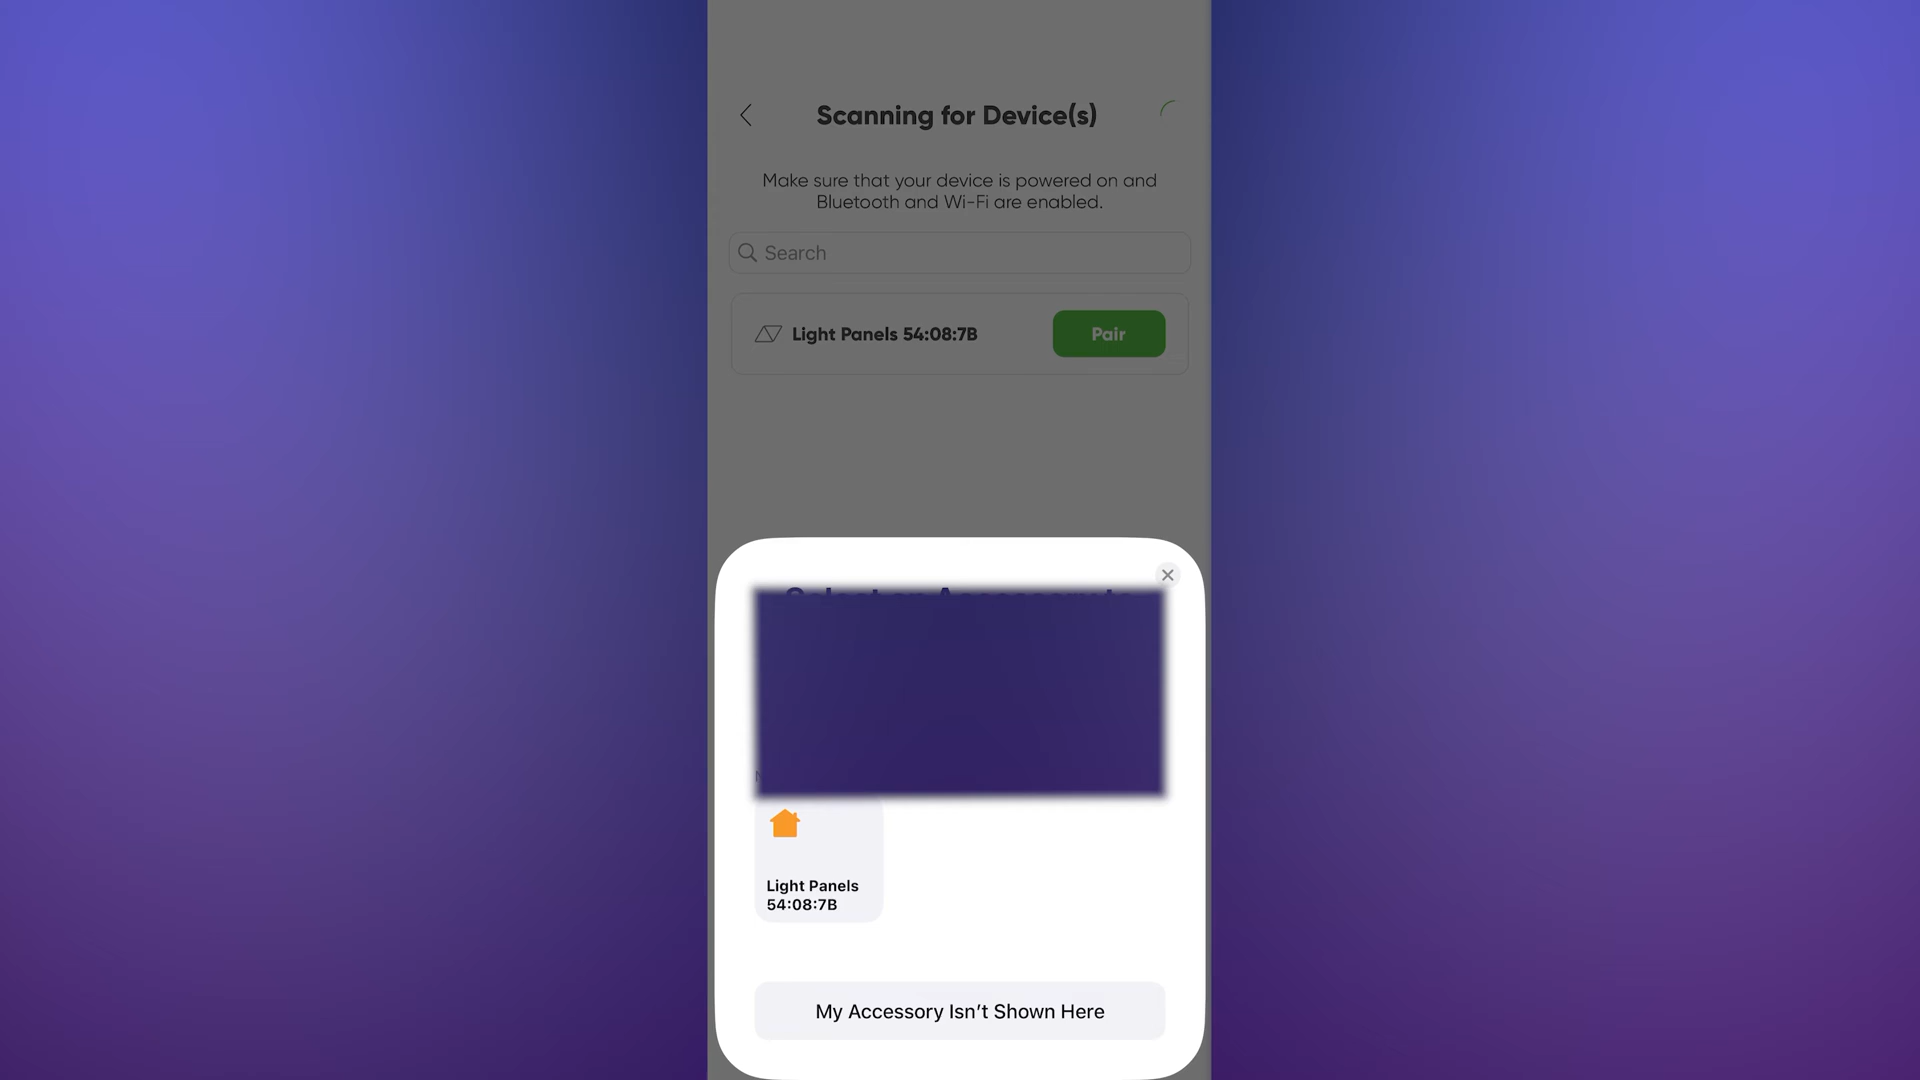 Scanning for Device(s)
Make sure that your device is powered on and
Bluetooth and Wi-Fi are enabled.
Search
Light Panels 54:08:7B
Pair
Light Panels
54:08:7B
My Accessory Isn't Shown Here